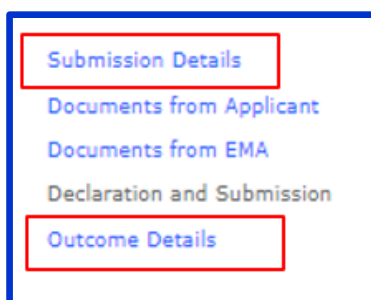 Submission Details
Documents from Applicant
Documents from EMA
Declaration and Submission
Outcome Details